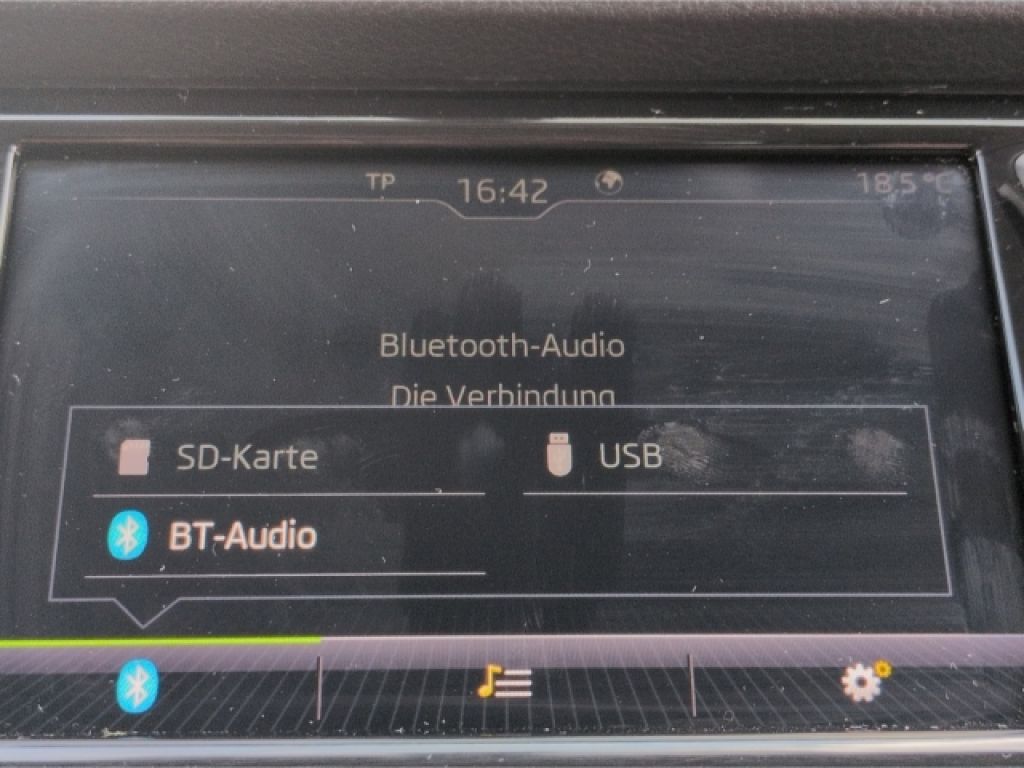 TP 16:42 18.5 °C
Bluetooth-Audio
Die Verbindung
SD-Karte USB
BT-Audio